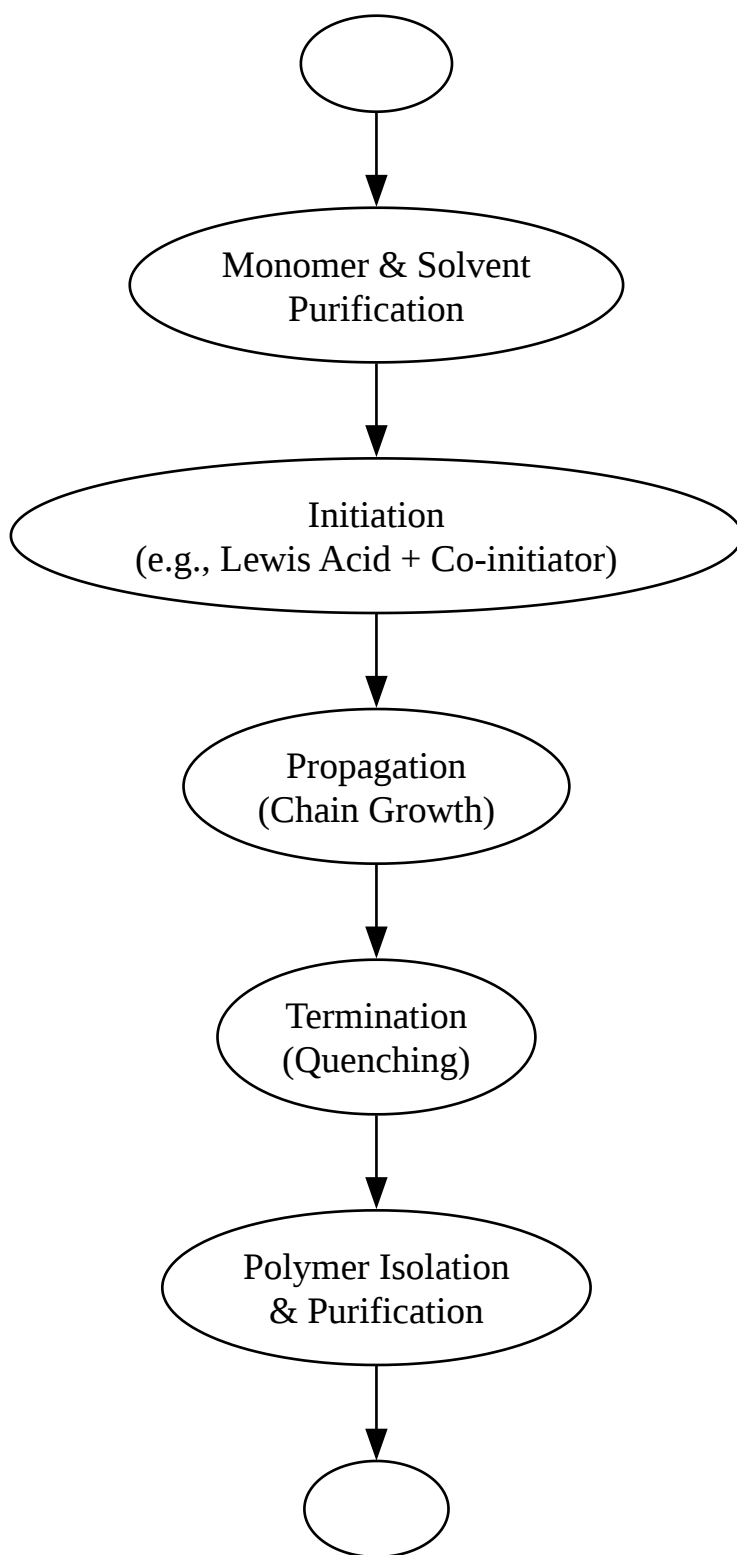 Monomer & Solvent
Purification
Initiation
(e.g., Lewis Acid + Co-initiator)
Propagation
(Chain Growth)
Termination
(Quenching)
Polymer Isolation
& Purification